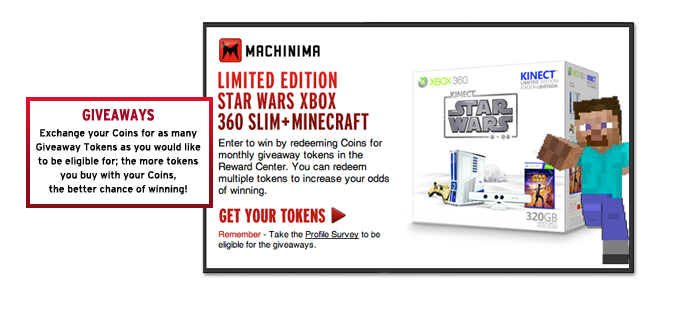 GIVEAWAYS
Exchange your Coins for as many
Giveaway Tokens as you would like
to be eligible for; the more tokens
you buy with your Coins,
the better chance of winning!
MACHINIMA
LIMITED EDITION
STAR WARS XBOX
360 SLIM+MINECRAFT
Enter to win by redeeming Coins for
monthly giveaway tokens in the
Reward Center. You can redeem
multiple tokens to increase your odds
of winning.
GET YOUR TOKENS
Remember - Take the Profile Survey to be
eligible for the giveaways.
XBOX 360
KINECT
LIMITED EDITION
EDICIÓN LIMITADA
KINECT
STAR WARS
320GB